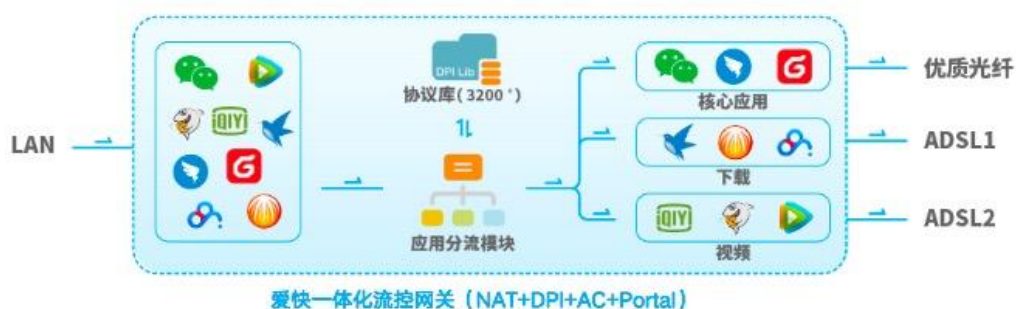 LAN
DPI Lib
协议库(3200⁺)
应用分流模块
iQIY
核心应用
下载
iQIY
视频
优质光纤
ADSL1
ADSL2
爱快一体化流控网关（NAT+DPI+AC+Portal）